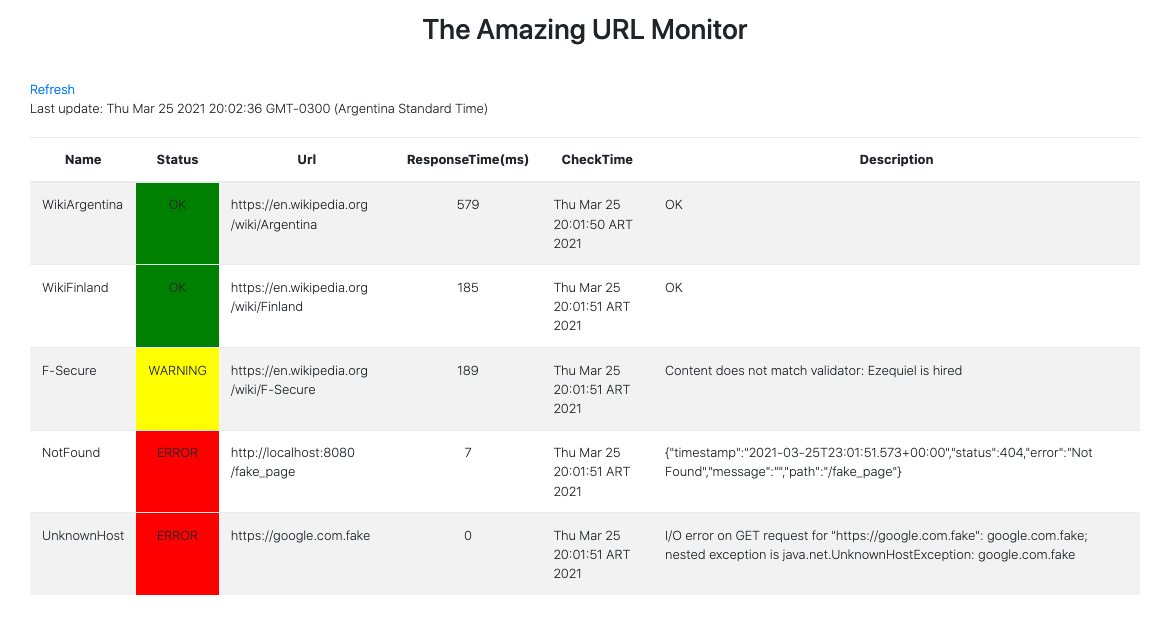 The Amazing URL Monitor
Refresh
Last update: Thu Mar 25 2021 20:02:36 GMT-0300 (Argentina Standard Time)
Name Status Url ResponseTime(ms) CheckTime Description
WikiArgentina OK https://en.wikipedia.org 579 Thu Mar 25 OK
/wiki/Argentina 20:01:50 ART
2021
WikiFinland OK https://en.wikipedia.org 185 Thu Mar 25 OK
/wiki/Finland 20:01:51 ART
2021
F-Secure WARNING https://en.wikipedia.org 189 Thu Mar 25 Content does not match validator: Ezequiel is hired
/wiki/F-Secure 20:01:51 ART
2021
NotFound ERROR http://localhost:8080 7 Thu Mar 25 {"timestamp":"2021-03-25T23:01:51.573+00:00","status":404,"error":"Not
/fake_page 20:01:51 ART Found","message":"","path":"/fake_page"}
2021
UnknownHost ERROR https://google.com.fake 0 Thu Mar 25 I/O error on GET request for "https://google.com.fake": google.com.fake;
20:01:51 ART nested exception is java.net.UnknownHostException: google.com.fake
2021